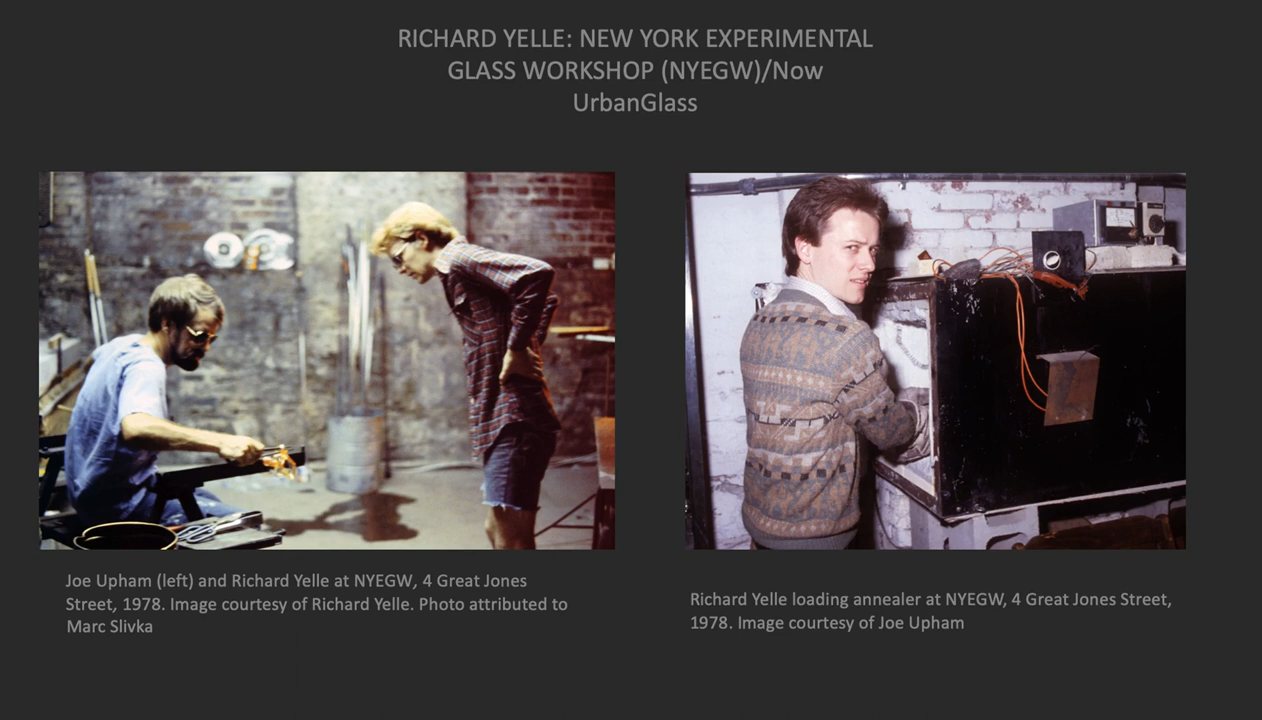 RICHARD YELLE: NEW YORK EXPERIMENTAL
GLASS WORKSHOP (NYEGW)/Now
UrbanGlass
Joe Upham (left) and Richard Yelle at NYEGW, 4 Great Jones
Street, 1978. Image courtesy of Richard Yelle. Photo attributed to
Marc Slivka
Richard Yelle loading annealer at NYEGW, 4 Great Jones Street,
1978. Image courtesy of Joe Upham